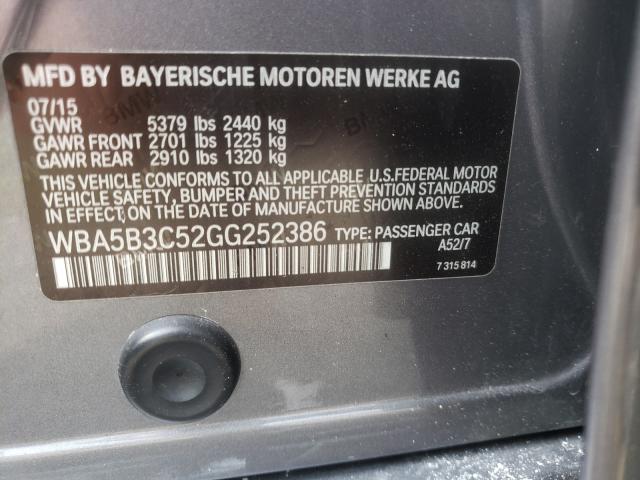 MFD BY BAYERISCHE MOTOREN WERKE AG
07/15
GVWR 5379 lbs 2440 kg
GAWR FRONT 2701 lbs 1225 kg
GAWR REAR 2910 lbs 1320 kg
THIS VEHICLE CONFORMS TO ALL APPLICABLE U.S.FEDERAL MOTOR
VEHICLE SAFETY, BUMPER AND THEFT PREVENTION STANDARDS
IN EFFECT ON THE DATE OF MANUFACTURE SHOWN ABOVE.
WBA5B3C52GG252386 TYPE: PASSENGER CAR
A52/7
7 315 814